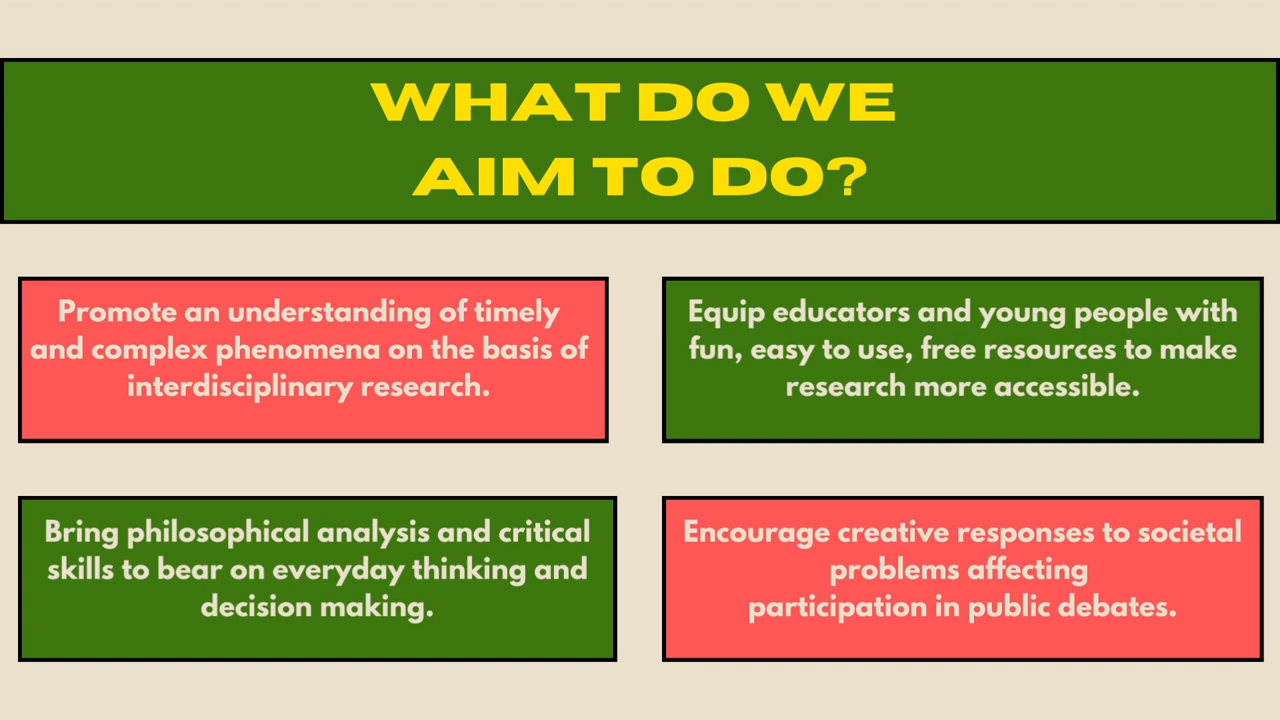 WHAT DO WE
AIM TO DO?
Promote an understanding of timely
and complex phenomena on the basis of
interdisciplinary research.
Equip educators and young people with
fun, easy to use, free resources to make
research more accessible.
Bring philosophical analysis and critical
skills to bear on everyday thinking and
decision making.
Encourage creative responses to societal
problems affecting
participation in public debates.